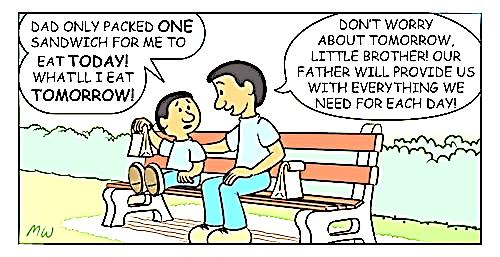 DAD ONLY PACKED ONE
SANDWICH FOR ME TO
EAT TODAY!
WHAT'LL I EAT
TOMORROW!
DON'T WORRY
ABOUT TOMORROW,
LITTLE BROTHER! OUR
FATHER WILL PROVIDE US
WITH EVERYTHING WE
NEED FOR EACH DAY!
MW